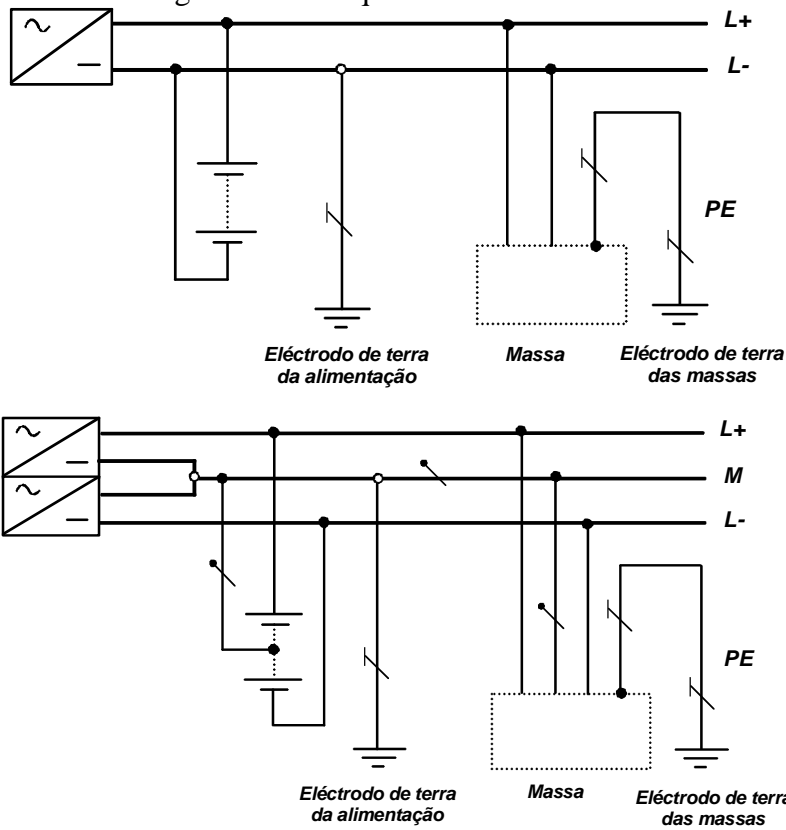 L+
L-
PE
Eléctrodo de terra
da alimentação
Massa
Eléctrodo de terra
das massas
L+
M
L-
PE
Eléctrodo de terra
da alimentação
Massa
Eléctrodo de terra
das massas